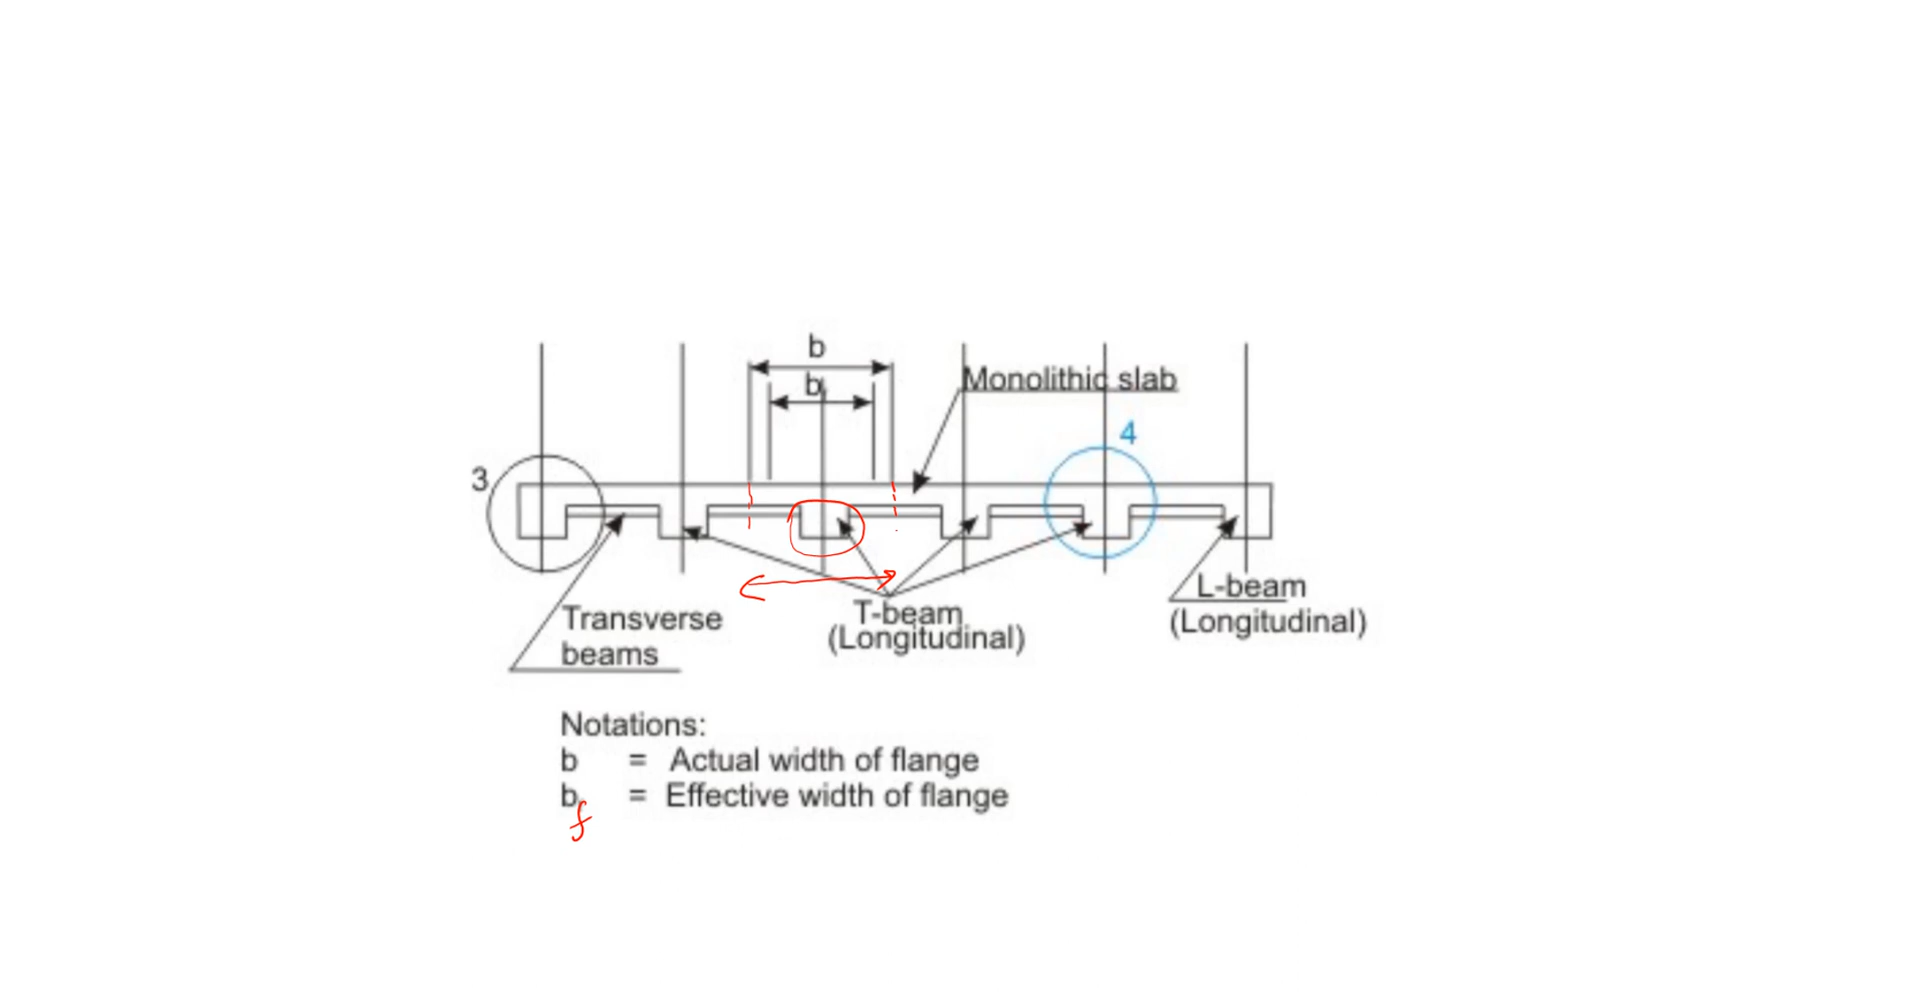 b
b
Monolithic slab
4
3
L-beam
(Longitudinal)
Transverse
beams
T-beam
(Longitudinal)
Notations:
b = Actual width of flange
bf = Effective width of flange